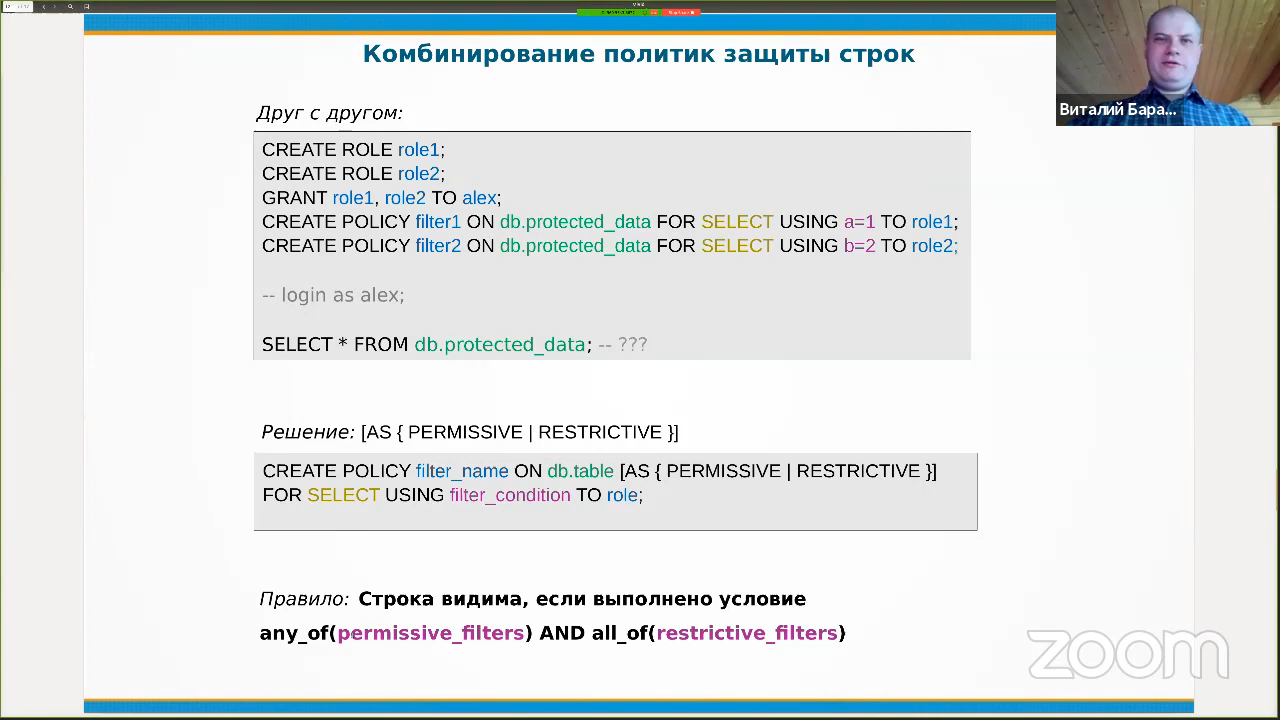 Комбинирование политик защиты строк
Виталий Бара...
Друг с другом:
CREATE ROLE role1;
CREATE ROLE role2;
GRANT role1, role2 TO alex;
CREATE POLICY filter1 ON db.protected_data FOR SELECT USING a=1 TO role1;
CREATE POLICY filter2 ON db.protected_data FOR SELECT USING b=2 TO role2;
-- login as alex;
SELECT * FROM db.protected_data; -- ???
Решение: [AS { PERMISSIVE | RESTRICTIVE }]
CREATE POLICY filter_name ON db.table [AS { PERMISSIVE | RESTRICTIVE }]
FOR SELECT USING filter_condition TO role;
Правило: Строка видима, если выполнено условие
any_of(permissive_filters) AND all_of(restrictive_filters)
zoom